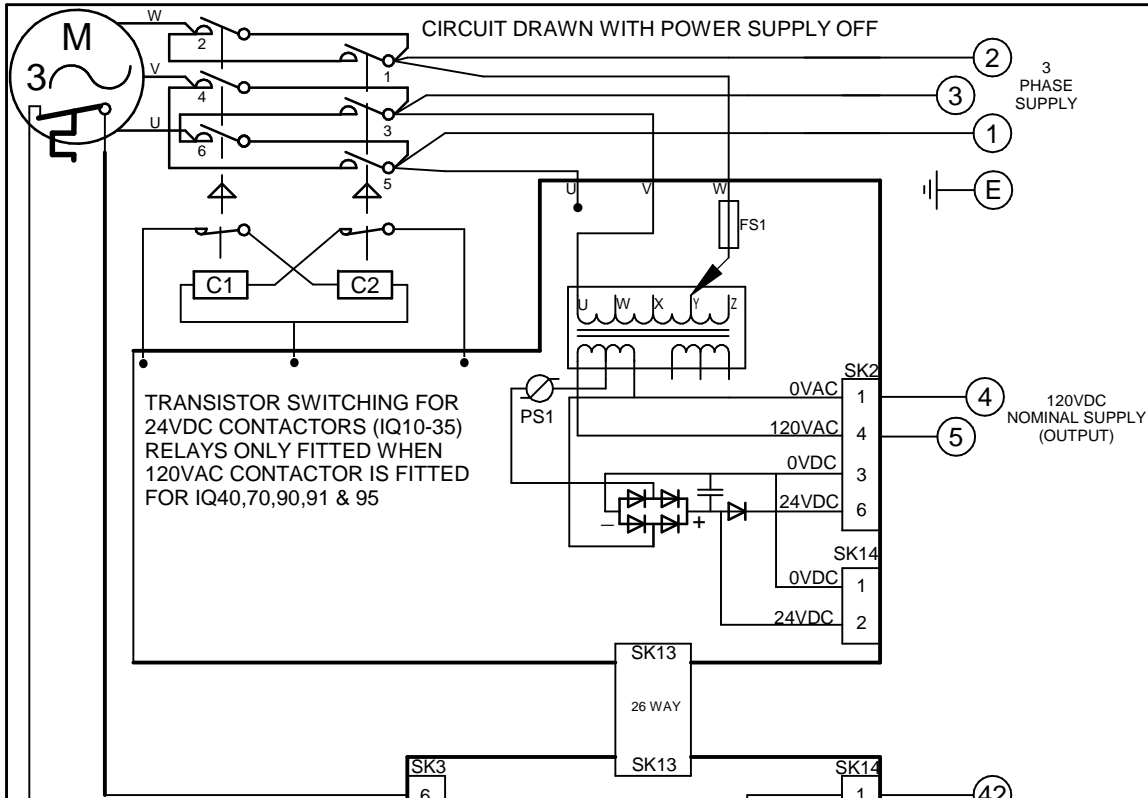 CIRCUIT DRAWN WITH POWER SUPPLY OFF
W
M
3
V
U
2
1
4
3
6
5
2
3
1
E
3
PHASE
SUPPLY
U
V
W
FS1
C1
C2
U
W
X
Y
Z
TRANSISTOR SWITCHING FOR
24VDC CONTACTORS (IQ10-35)
RELAYS ONLY FITTED WHEN
120VAC CONTACTOR IS FITTED
FOR IQ40,70,90,91 & 95
PS1
SK2
0VAC 1
120VAC 4
0VDC 3
24VDC 6
4
5
120VDC
NOMINAL SUPPLY
(OUTPUT)
− +
SK14
0VDC 1
24VDC 2
SK13
26 WAY
SK13
SK3
6
SK14
1
42